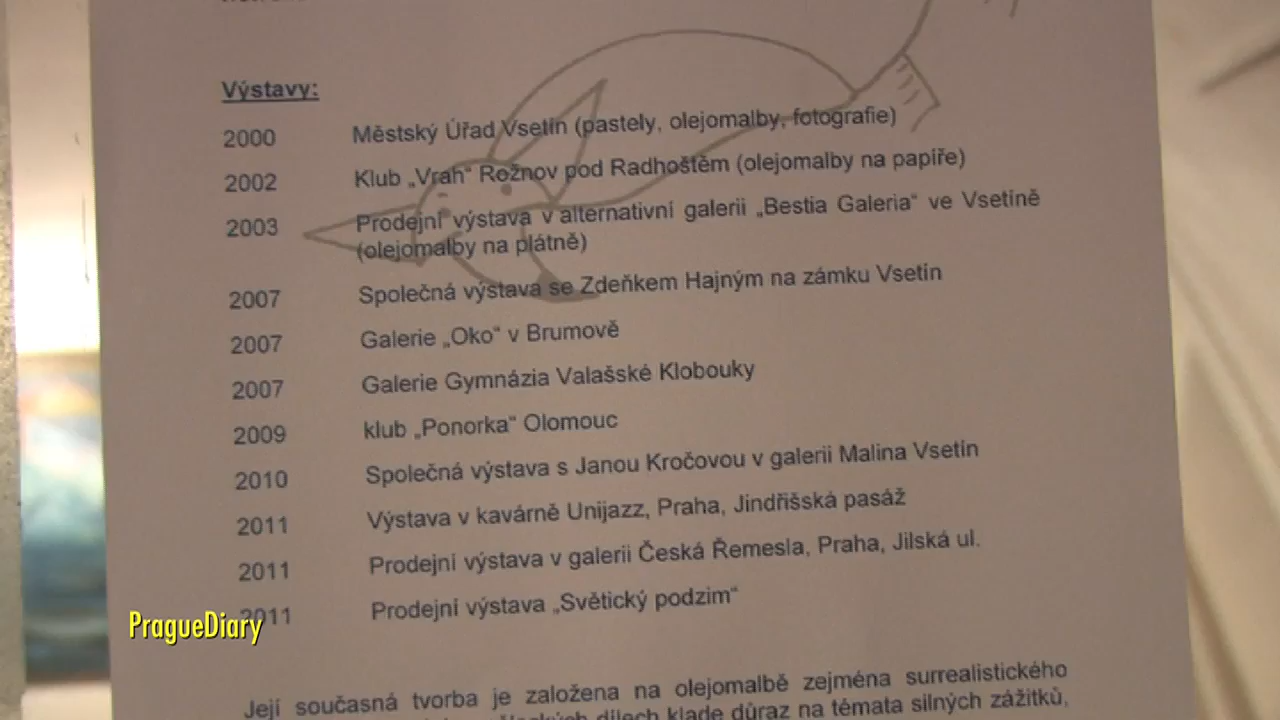 Výstavy:
2000 Městský Úřad Vsetín (pastely, olejomalby, fotografie)
2002 Klub „Vrah“ Rožnov pod Radhoštěm (olejomalby na papíře)
2003 Prodejní výstava v alternativní galerii „Bestia Galeria“ ve Vsetíně
(olejomalby na plátně)
2007 Společná výstava se Zdeňkem Hajným na zámku Vsetín
2007 Galerie „Oko“ v Brumově
2007 Galerie Gymnázia Valašské Klobouky
2009 klub „Ponorka“ Olomouc
2010 Společná výstava s Janou Kročovou v galerii Malina Vsetín
2011 Výstava v kavárně Unijazz, Praha, Jindřišská pasáž
2011 Prodejní výstava v galerii Česká Řemesla, Praha, Jilská ul.
2011 Prodejní výstava „Světický podzim“
PragueDiary
Její současná tvorba je založena na olejomalbě zejména surrealistického
dílech klade důraz na témata silných zážitků,